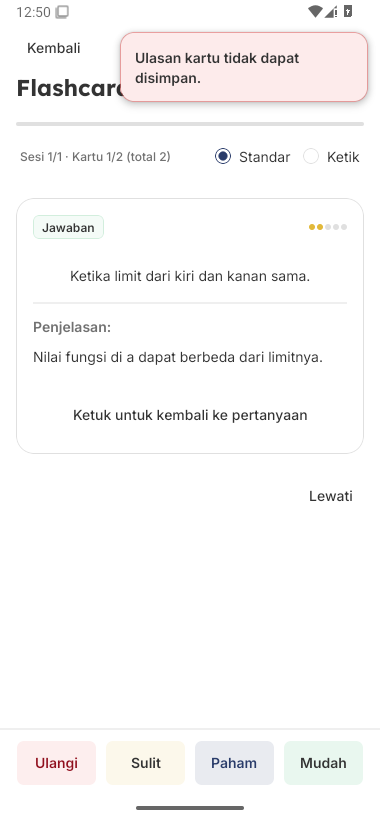 12:50
Kembali
Ulasan kartu tidak dapat
disimpan.
Flashcard
Sesi 1/1 · Kartu 1/2 (total 2)
Standar
Ketik
Jawaban
Ketika limit dari kiri dan kanan sama.
Penjelasan:
Nilai fungsi di a dapat berbeda dari limitnya.
Ketuk untuk kembali ke pertanyaan
Lewati
Ulangi
Sulit
Paham
Mudah